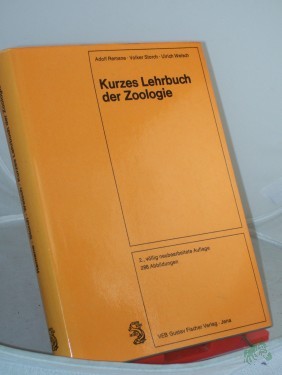 Adolf Remane · Volker Storch · Ulrich Welsch
Kurzes Lehrbuch
der Zoologie
2., völlig neubearbeitete Auflage
286 Abbildungen
VEB Gustav Fischer Verlag · Jena